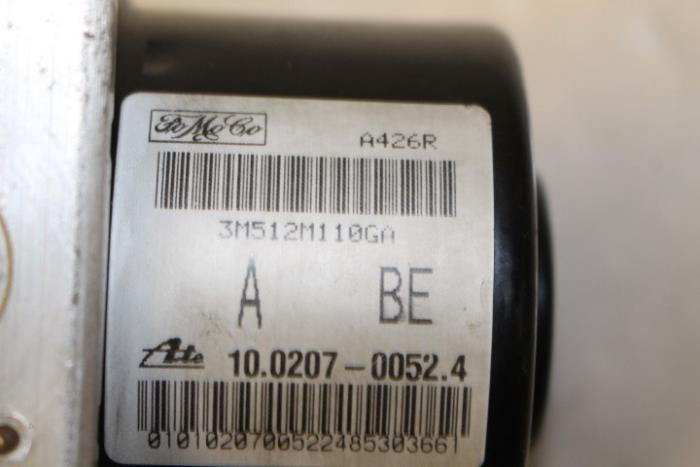 FoMoCo A426R
3M512M110GA
A BE
Ate 10.0207-0052.4
0101020700522485303661